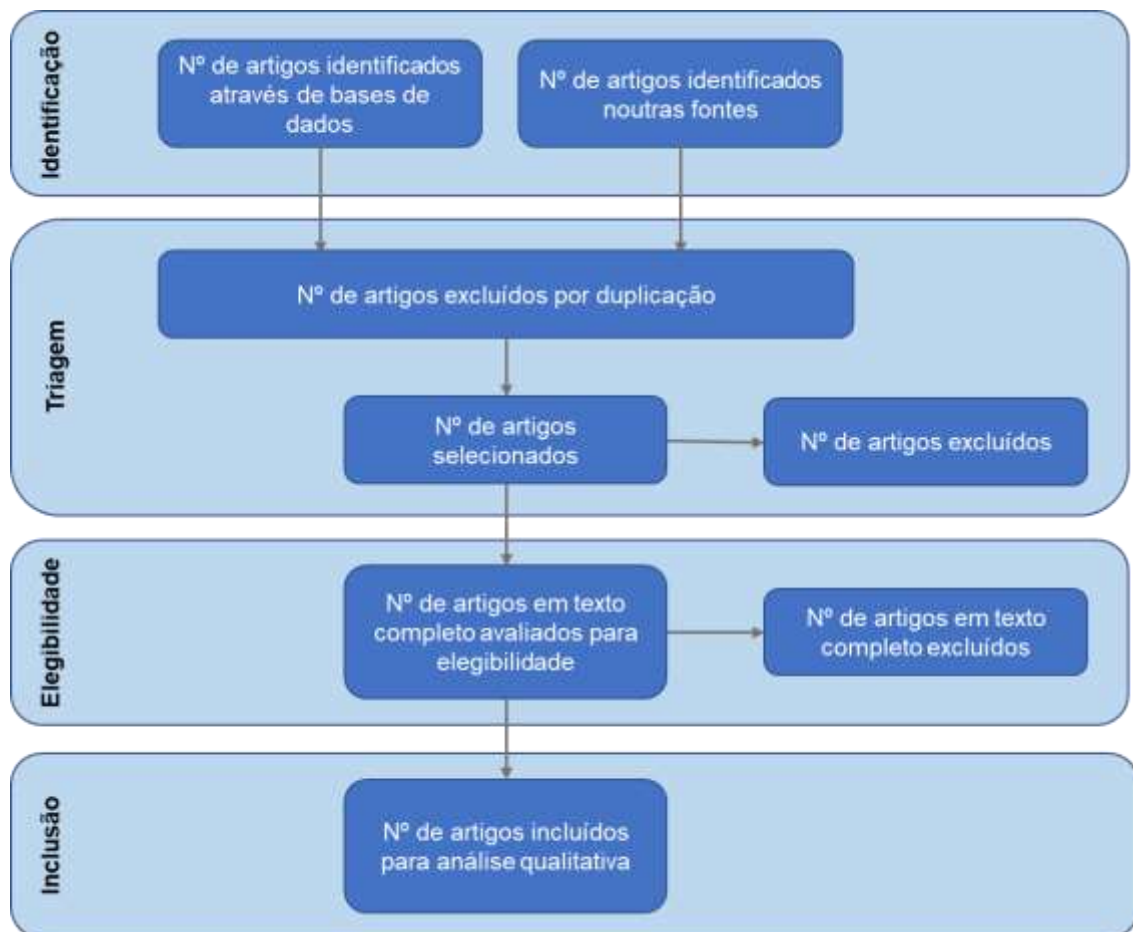 Identificação
Nº de artigos identificados
através de bases de
dados
Nº de artigos identificados
noutras fontes
Triagem
Nº de artigos excluídos por duplicação
Nº de artigos
selecionados
Nº de artigos excluídos
Elegibilidade
Nº de artigos em texto
completo avaliados para
elegibilidade
Nº de artigos em texto
completo excluídos
Inclusão
Nº de artigos incluídos
para análise qualitativa